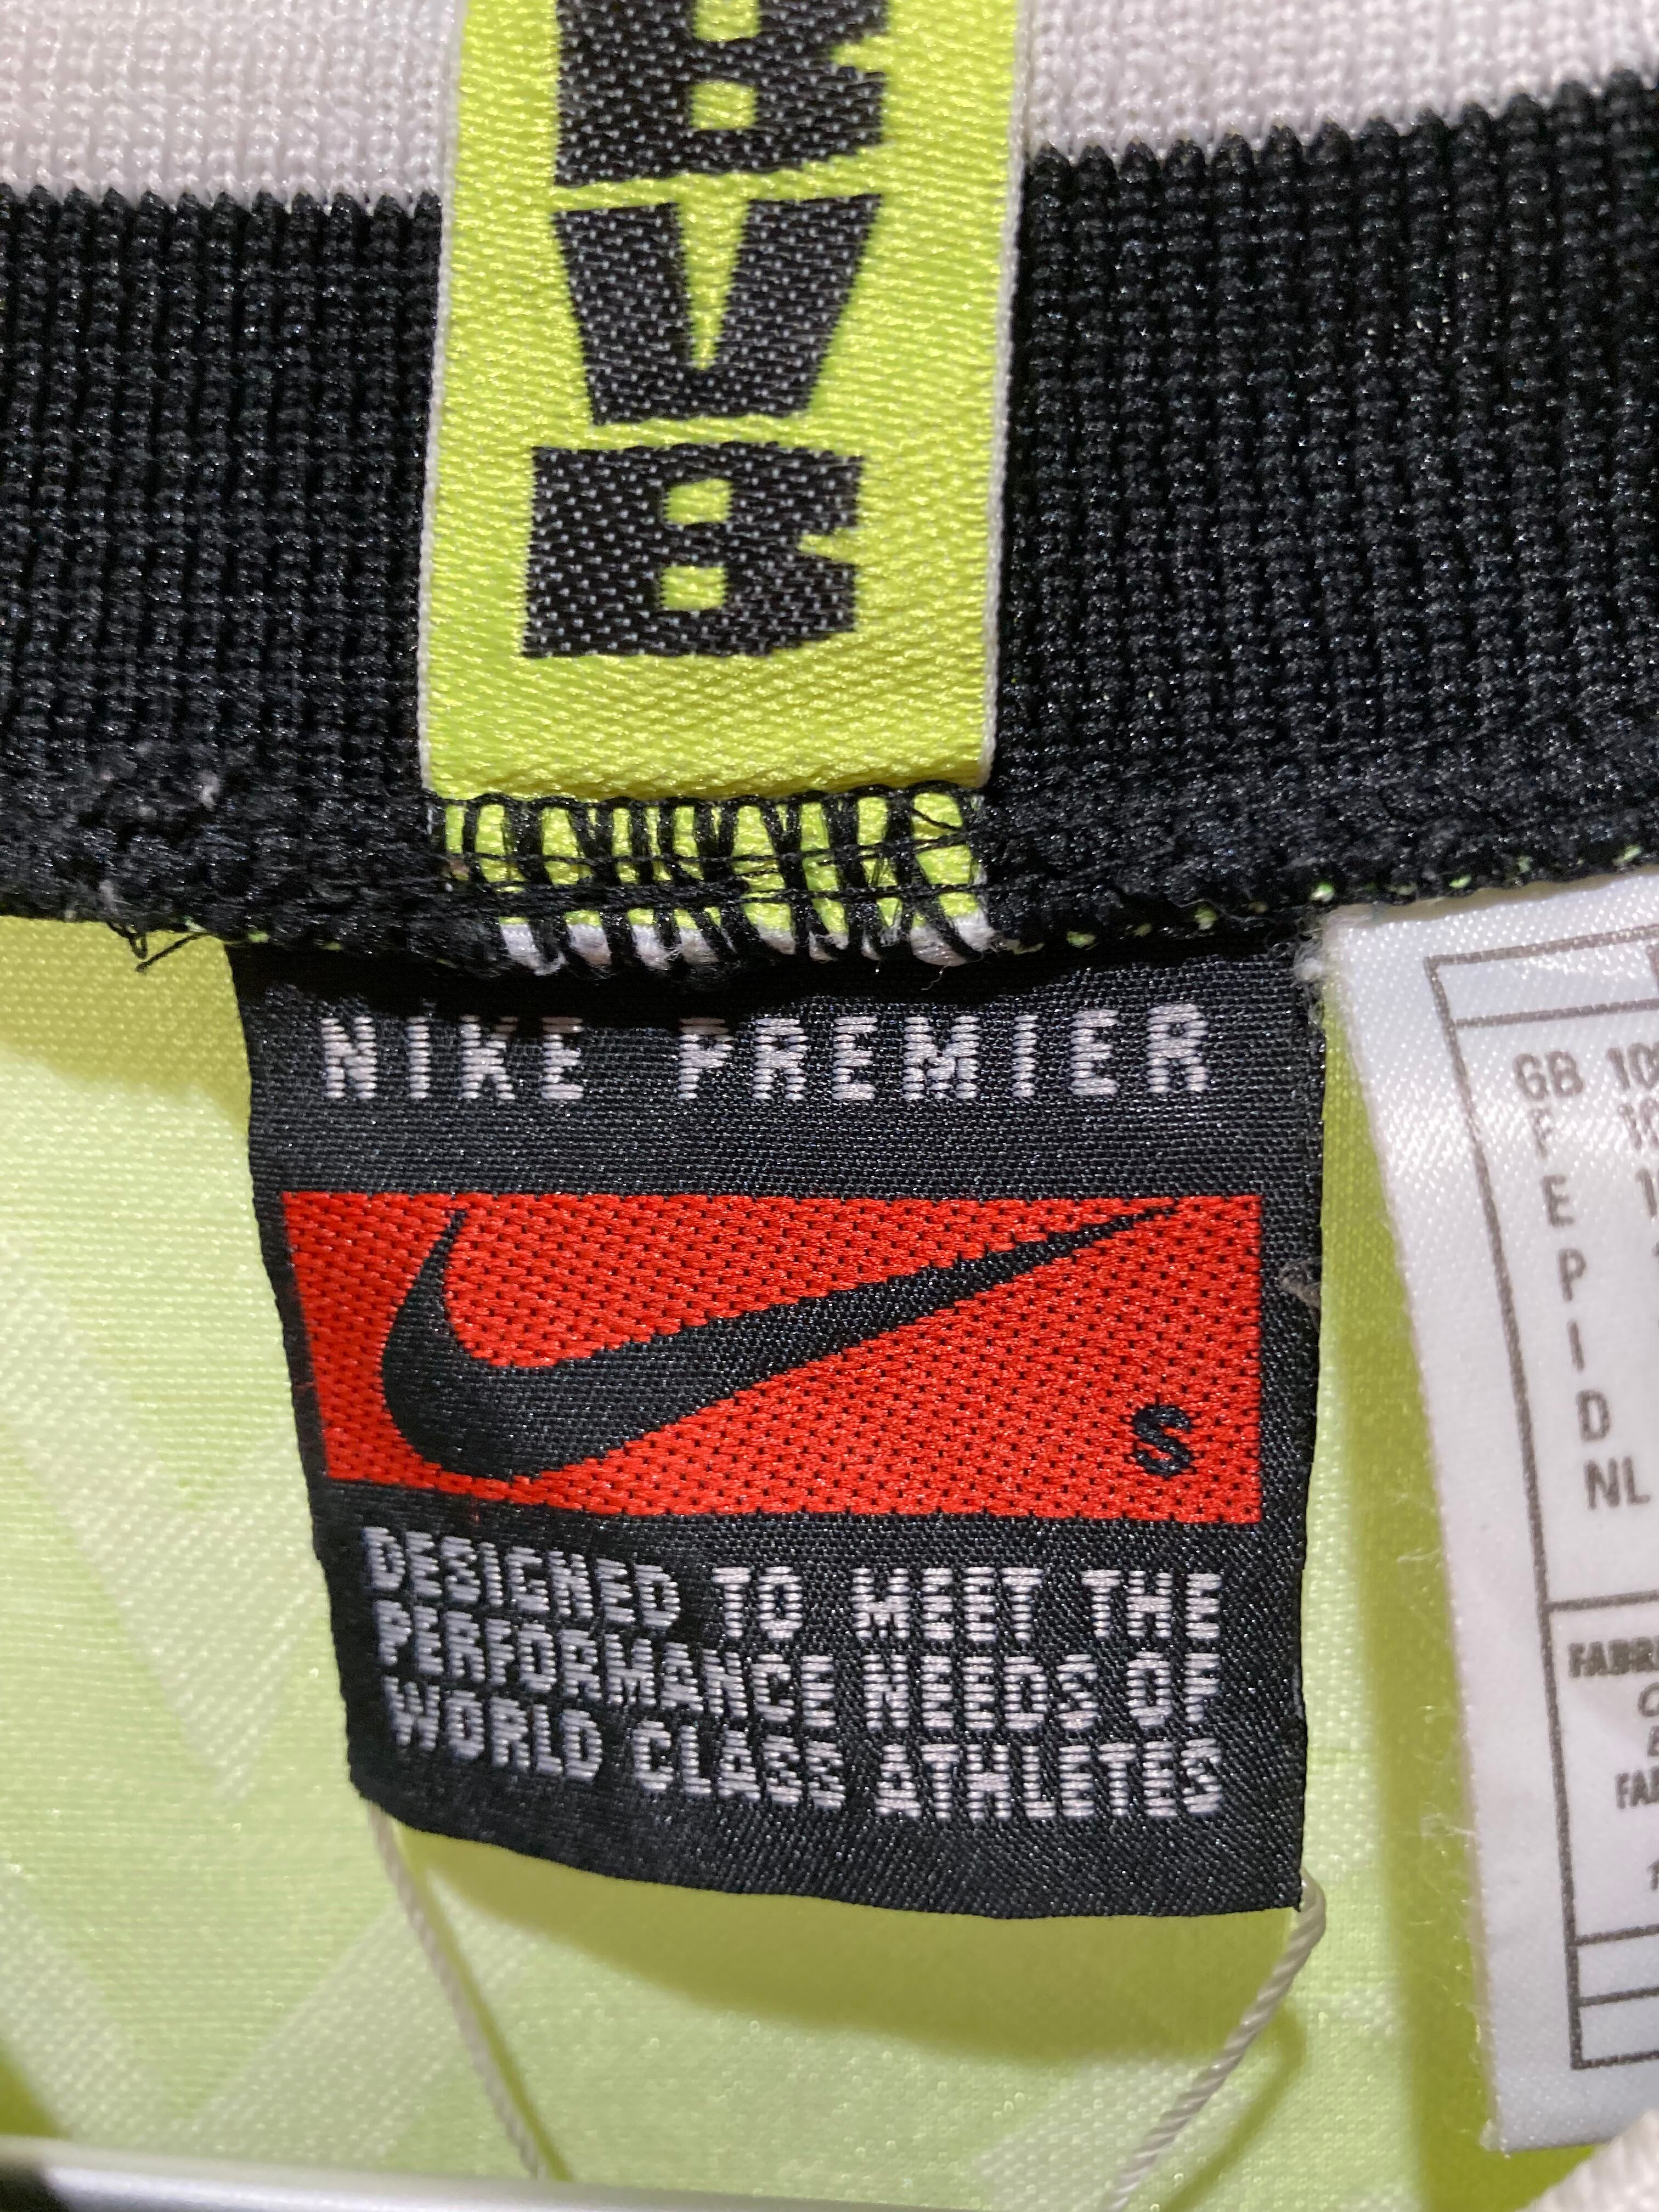 BVB
NIKE PREMIER
S
DESIGNED TO MEET THE
PERFORMANCE NEEDS OF
WORLD CLASS ATHLETES
GB
F
E
P
I
D
NL